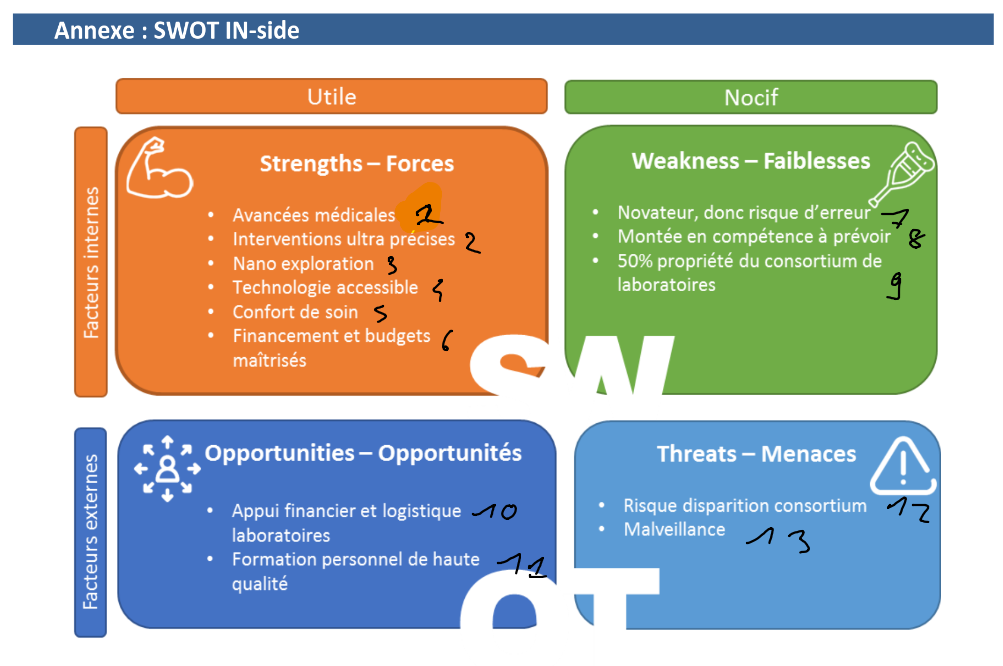 Annexe : SWOT IN-side
Utile
Nocif
Facteurs internes
Strengths – Forces
• Avancées médicales 1
• Interventions ultra précises 2
• Nano exploration 3
• Technologie accessible 4
• Confort de soin 5
• Financement et budgets 6
maîtrisés
Weakness – Faiblesses
• Novateur, donc risque d'erreur 7
• Montée en compétence à prévoir 8
• 50% propriété du consortium de
laboratoires 9
SW
Facteurs externes
Opportunities – Opportunités
• Appui financier et logistique 10
laboratoires
• Formation personnel de haute 11
qualité
Threats – Menaces
• Risque disparition consortium 12
• Malveillance 13
OT